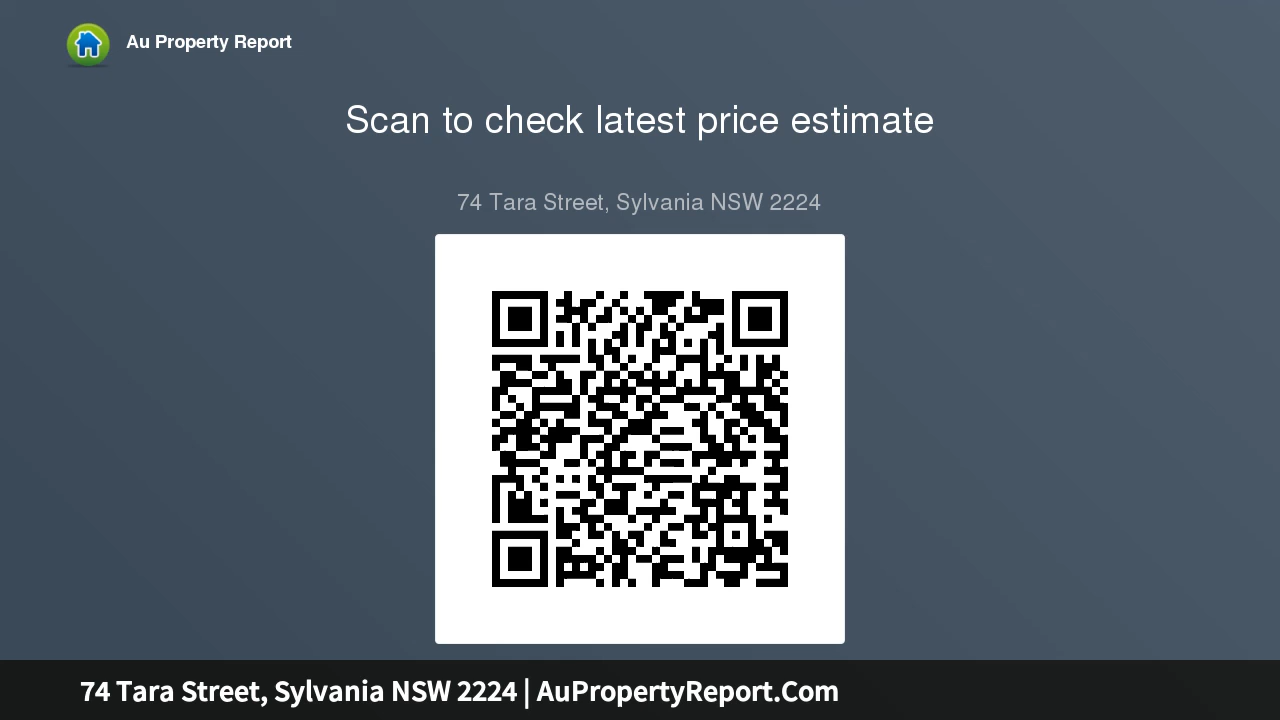 Au Property Report
Scan to check latest price estimate
74 Tara Street, Sylvania NSW 2224
74 Tara Street, Sylvania NSW 2224 | AuPropertyReport.Com